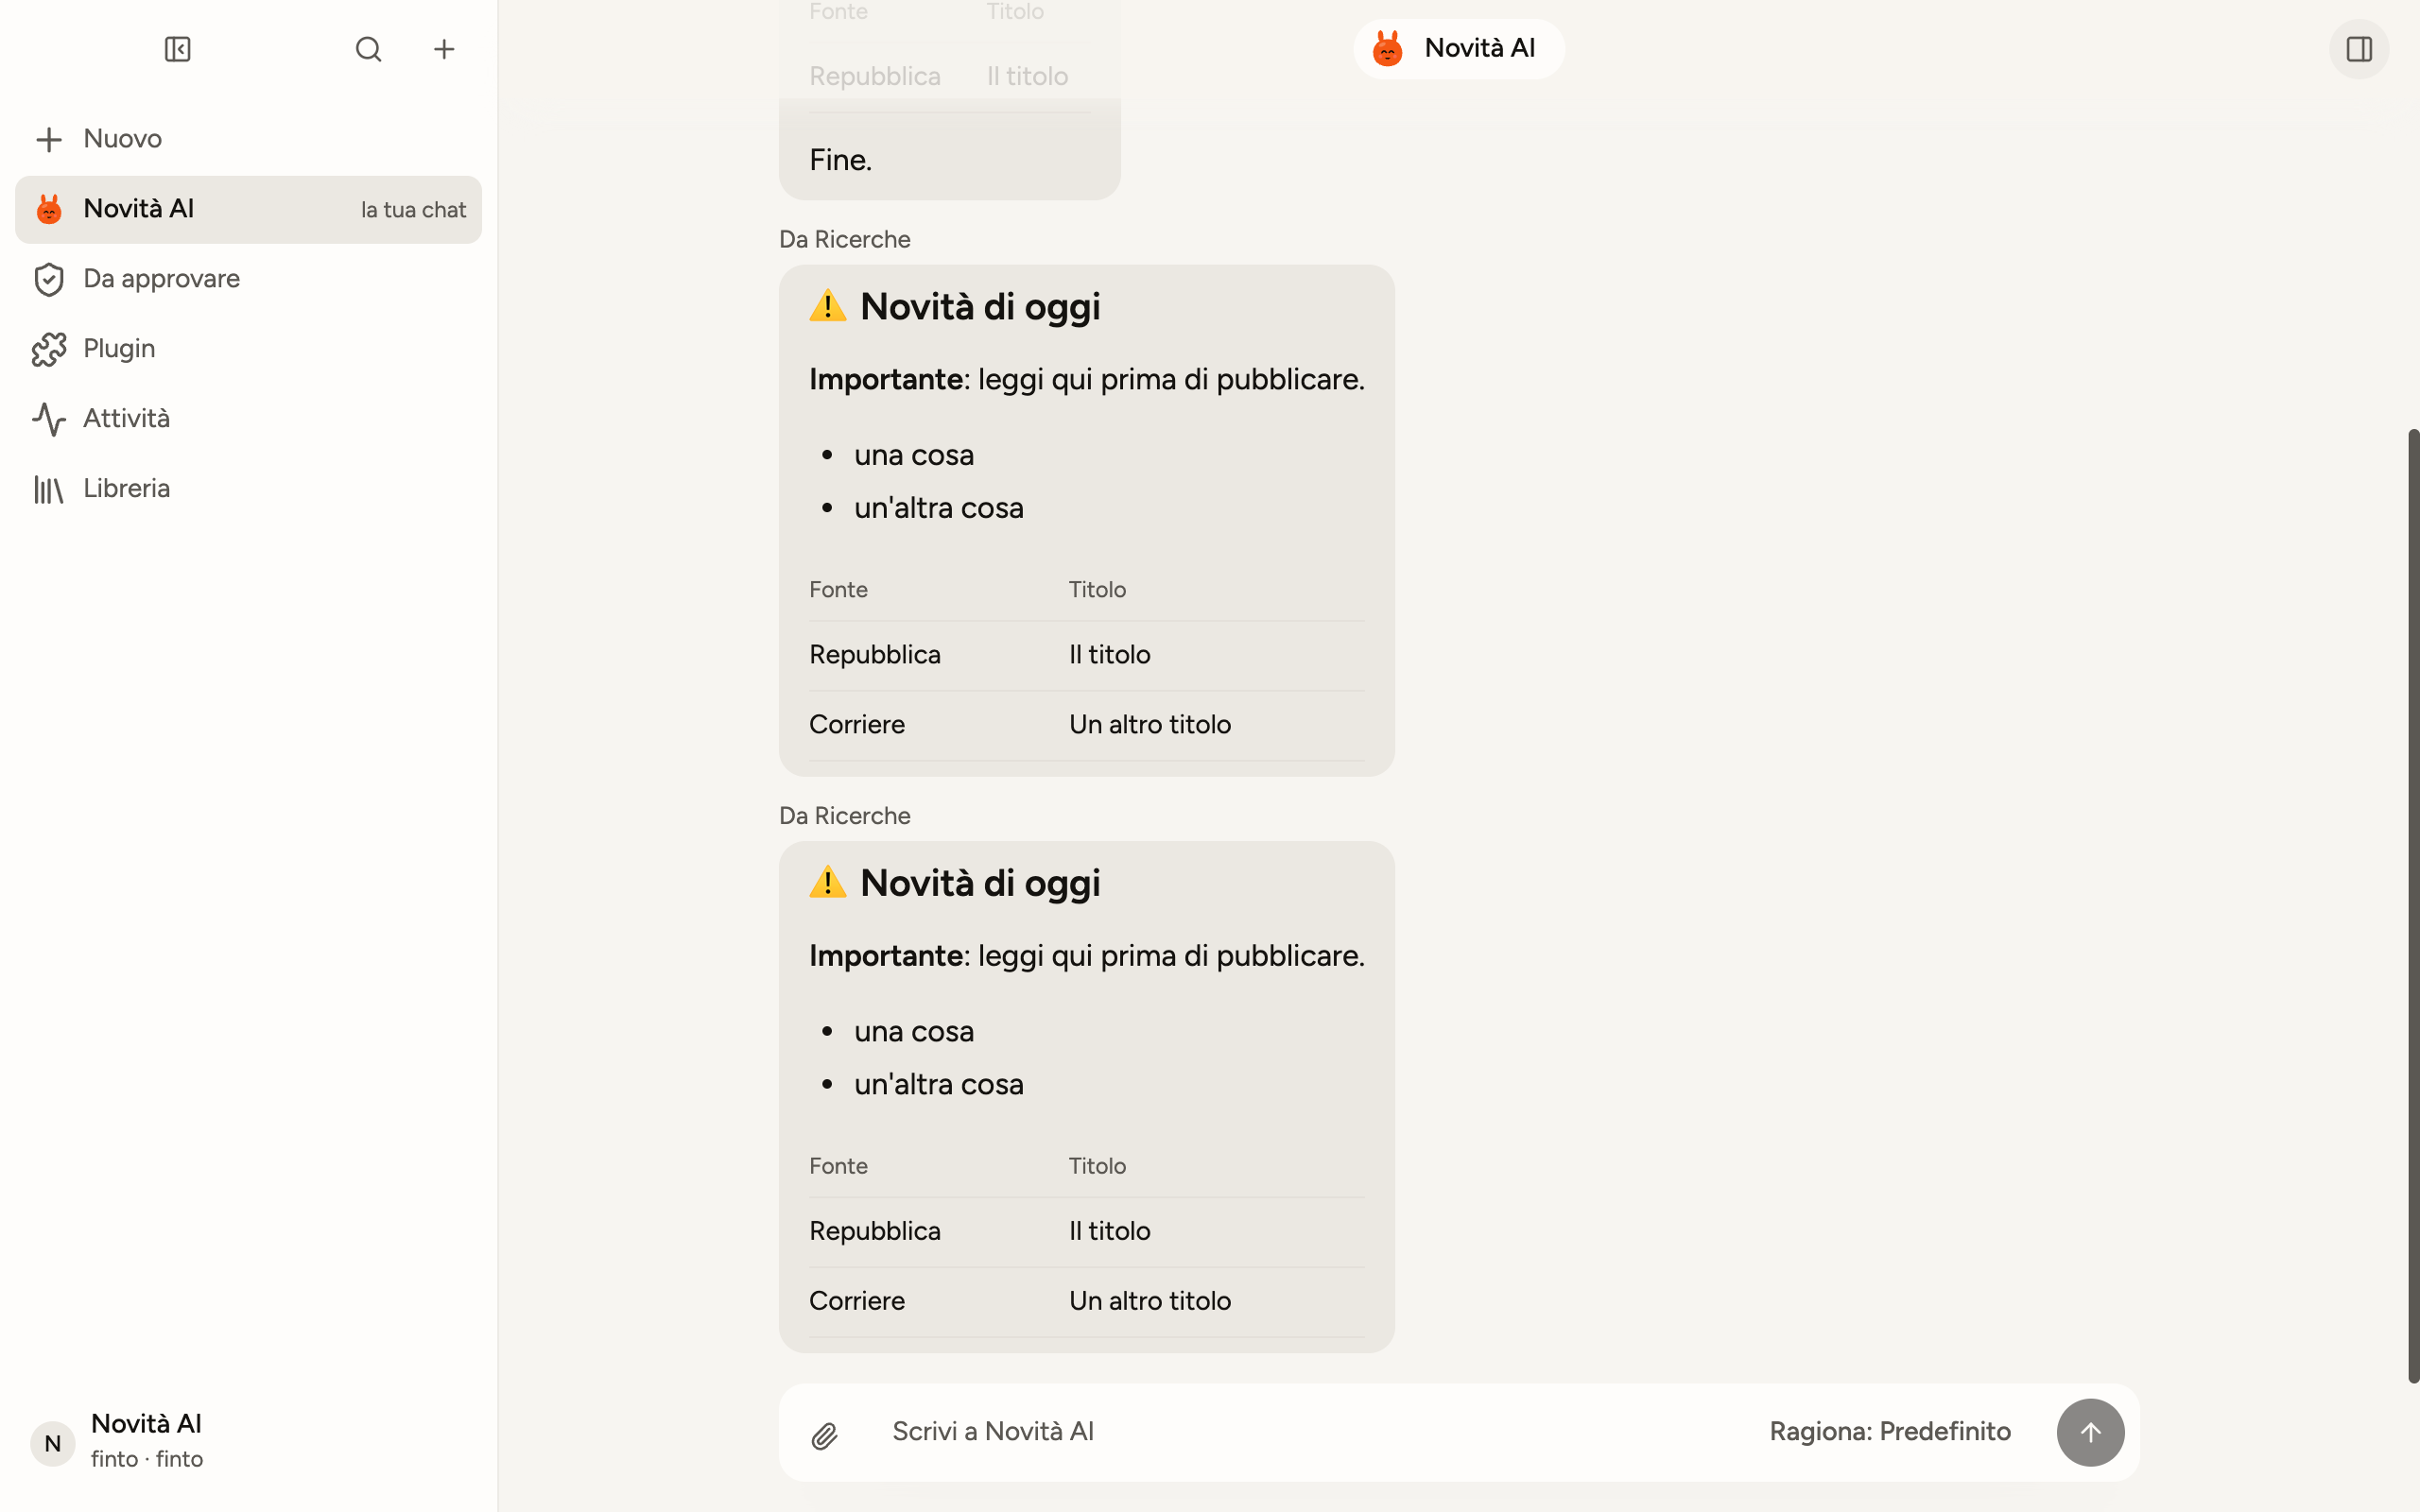 Nuovo
Novità AI la tua chat
Da approvare
Plugin
Attività
Libreria
N
Novità AI
finto · finto
Novità AI
Fonte Titolo
Repubblica Il titolo
Fine.
Da Ricerche
⚠️ Novità di oggi
Importante: leggi qui prima di pubblicare.
• una cosa
• un'altra cosa
Fonte Titolo
Repubblica Il titolo
Corriere Un altro titolo
Da Ricerche
⚠️ Novità di oggi
Importante: leggi qui prima di pubblicare.
• una cosa
• un'altra cosa
Fonte Titolo
Repubblica Il titolo
Corriere Un altro titolo
Scrivi a Novità AI Ragiona: Predefinito